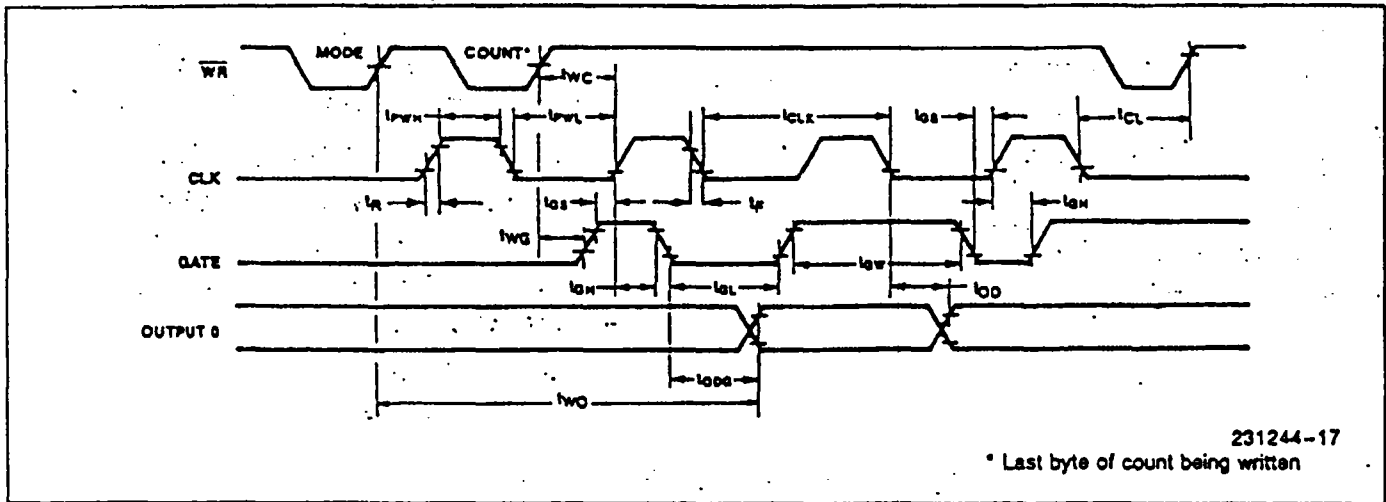 MODE COUNT*
WR
tWC
tPWH tPWL tCLK tGS tCL
CLK
tR tGS tF tGH
tWG
GATE
tGH tGL tGW tOD
OUTPUT 0
tODG
tWO
231244-17
* Last byte of count being written